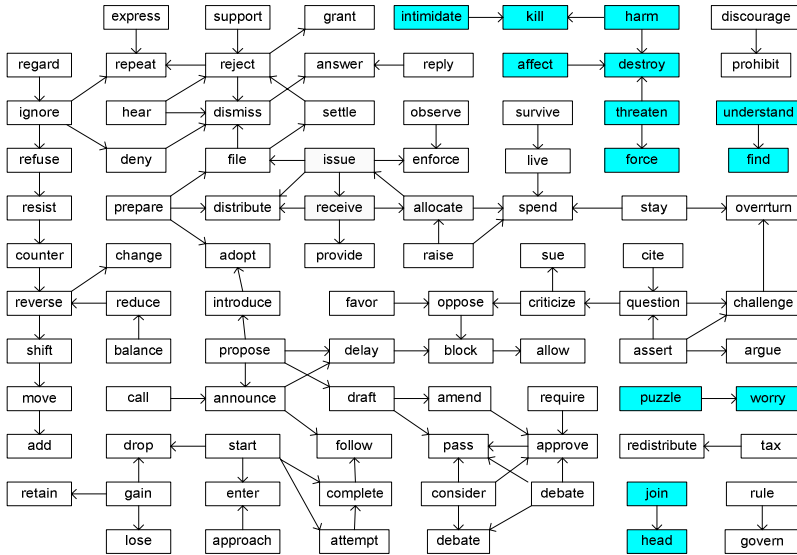 express
support
grant
intimidate
kill
harm
discourage
regard
repeat
reject
answer
reply
affect
destroy
prohibit
ignore
hear
dismiss
settle
observe
survive
threaten
understand
refuse
deny
file
issue
enforce
live
force
find
resist
prepare
distribute
receive
allocate
spend
stay
overrturn
counter
change
adopt
provide
raise
sue
cite
reverse
reduce
introduce
favor
oppose
criticize
question
challenge
shift
balance
propose
delay
block
allow
assert
argue
move
call
announce
draft
amend
require
puzzle
worry
add
drop
start
follow
pass
approve
redistribute
tax
retain
gain
enter
complete
consider
debate
join
rule
lose
approach
attempt
debate
head
govern